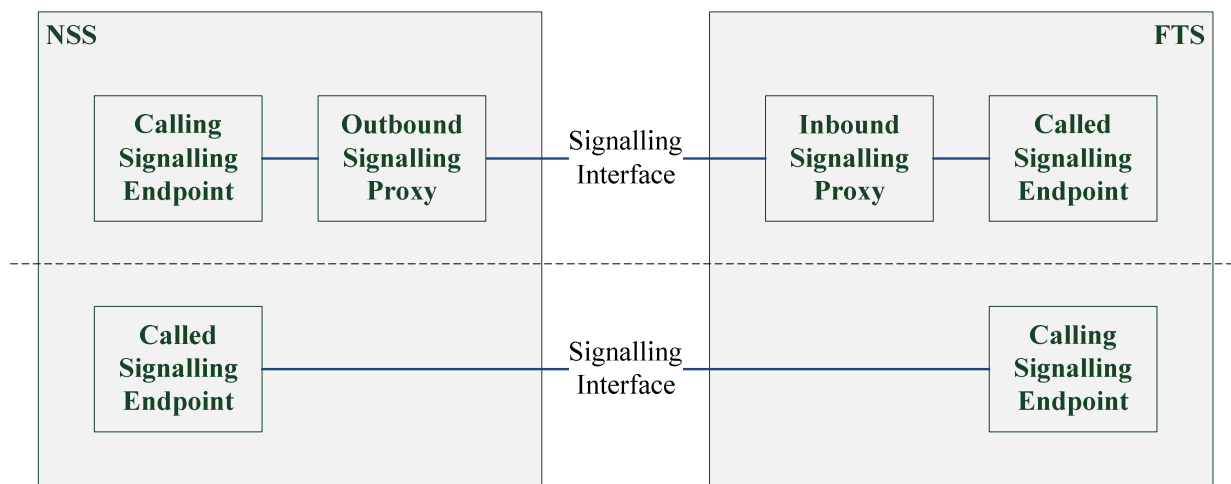 NSS
FTS
Calling
Signalling
Endpoint
Outbound
Signalling
Proxy
Signalling
Interface
Inbound
Signalling
Proxy
Called
Signalling
Endpoint
Called
Signalling
Endpoint
Signalling
Interface
Calling
Signalling
Endpoint